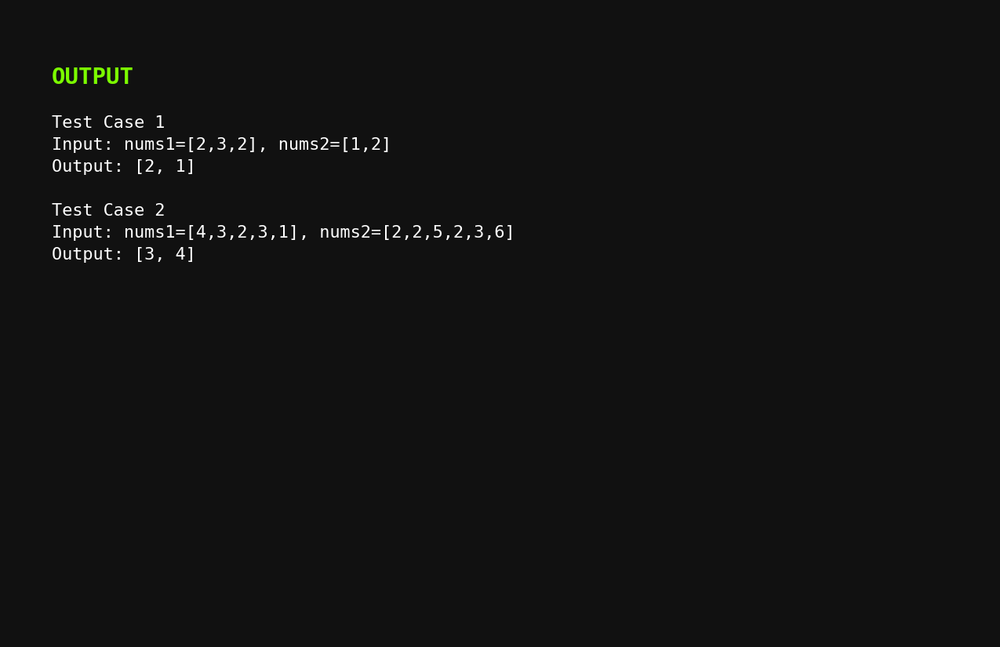 OUTPUT
Test Case 1
Input: nums1=[2,3,2], nums2=[1,2]
Output: [2, 1]
Test Case 2
Input: nums1=[4,3,2,3,1], nums2=[2,2,5,2,3,6]
Output: [3, 4]